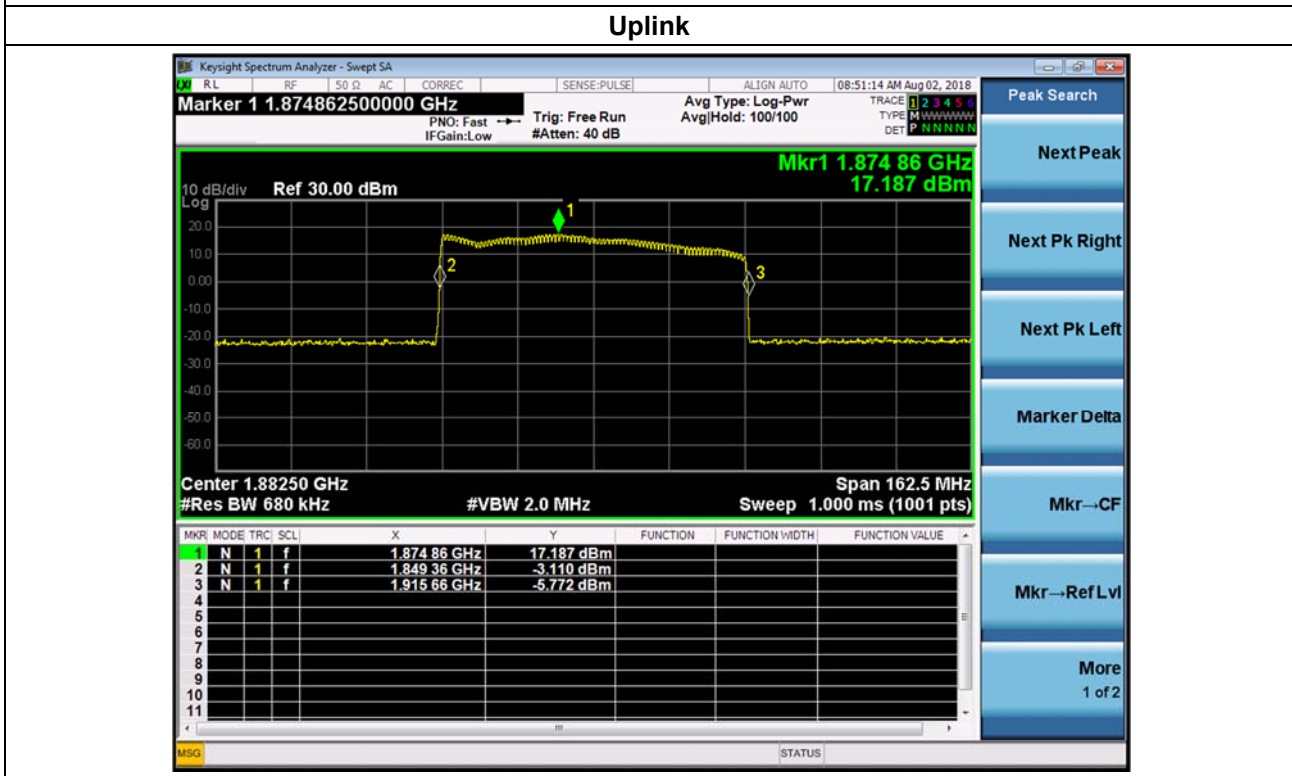 Uplink
Keysight Spectrum Analyzer - Swept SA
LXI RL RF 50 Ω AC CORREC SENSE:PULSE ALIGN AUTO 08:51:14 AM Aug 02, 2018
Marker 1 1.874862500000 GHz
PNO: Fast
IFGain:Low
Trig: Free Run
#Atten: 40 dB
Avg Type: Log-Pwr
Avg|Hold: 100/100
TRACE 1 2 3 4 5 6
TYPE M WWWWW
DET P N N N N N
Peak Search
Next Peak
Next Pk Right
Next Pk Left
Marker Delta
Mkr→CF
Mkr→Ref Lvl
More
1 of 2
Mkr1 1.874 86 GHz
17.187 dBm
10 dB/div Ref 30.00 dBm
Log
20.0
10.0
0.00
-10.0
-20.0
-30.0
-40.0
-50.0
-60.0
1
2
3
Center 1.88250 GHz Span 162.5 MHz
#Res BW 680 kHz #VBW 2.0 MHz Sweep 1.000 ms (1001 pts)
MKR MODE TRC SCL X Y FUNCTION FUNCTION WIDTH FUNCTION VALUE
1 N 1 f 1.874 86 GHz 17.187 dBm
2 N 1 f 1.849 36 GHz -3.110 dBm
3 N 1 f 1.915 66 GHz -5.772 dBm
4
5
6
7
8
9
10
11
MSG STATUS